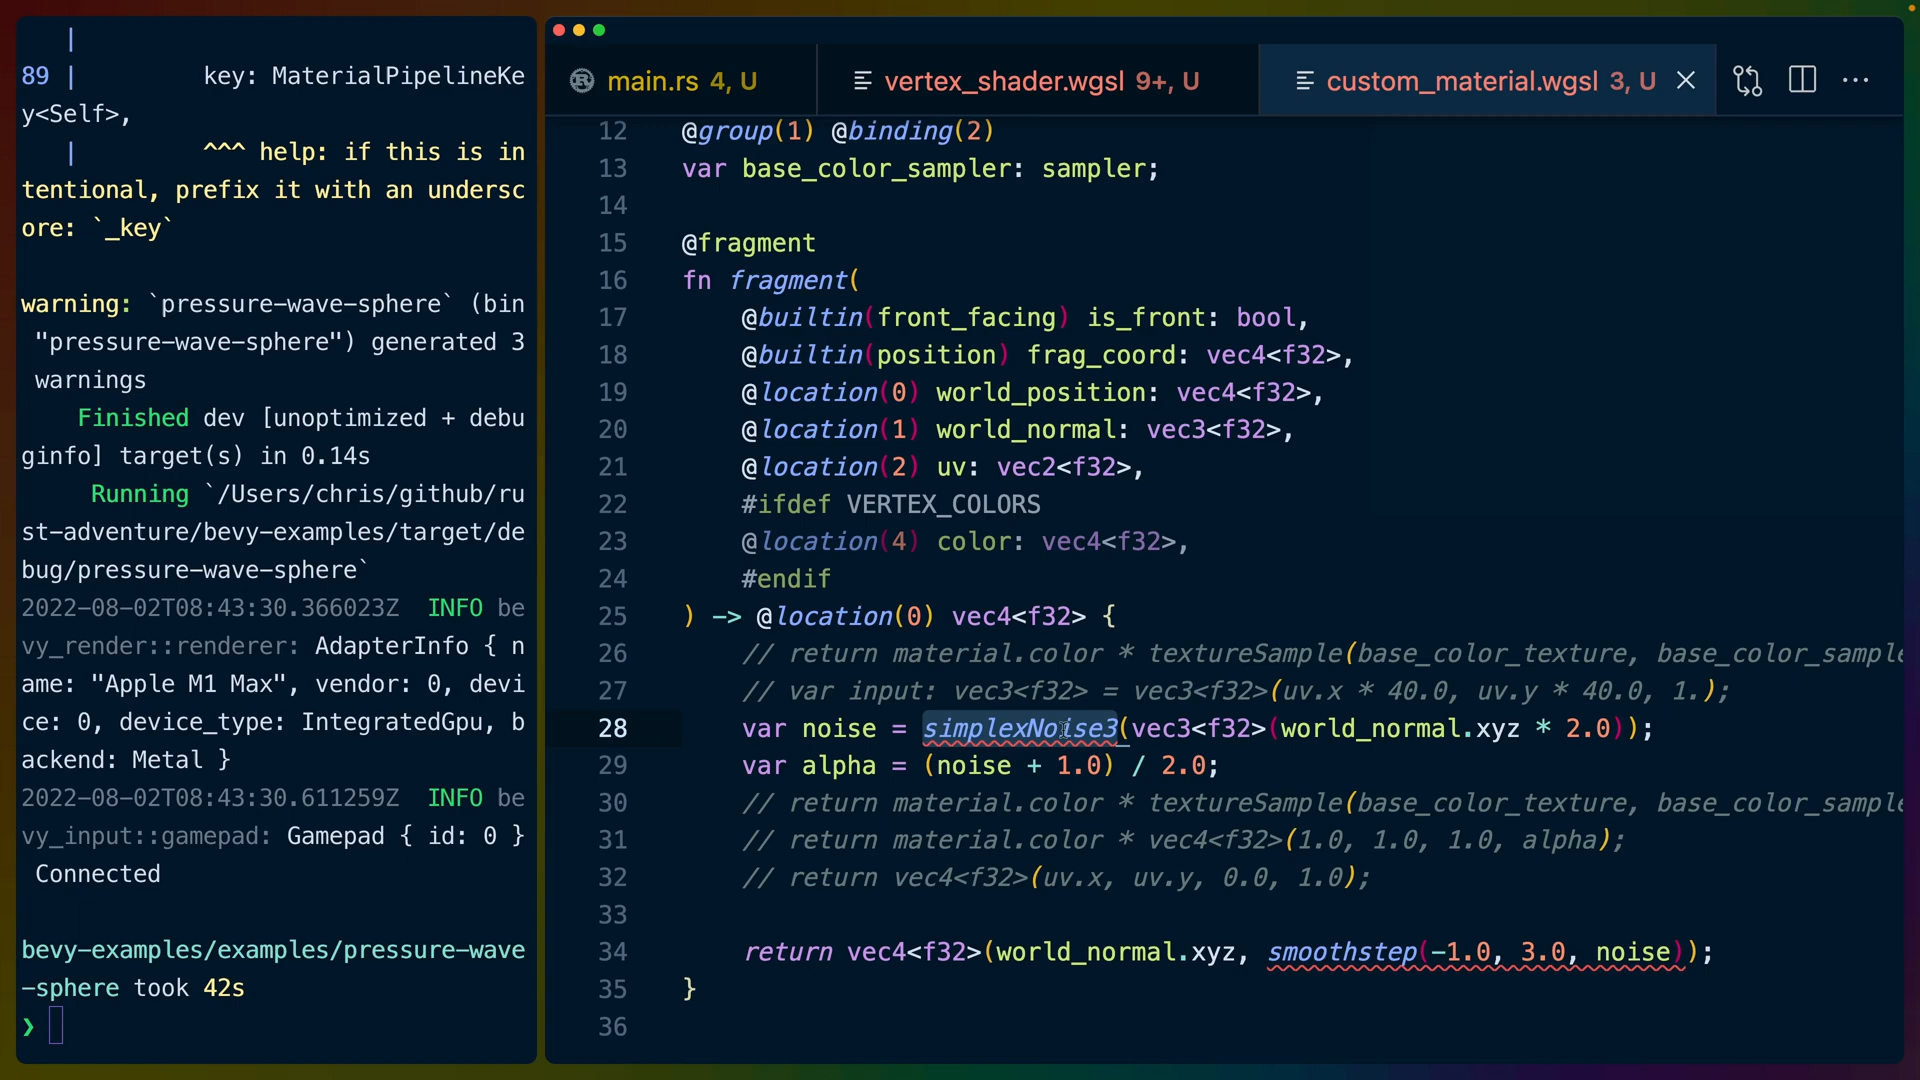 |
89 |         key: MaterialPipelineKe
y<Self>,
   |         ^^^ help: if this is in
tentional, prefix it with an undersc
ore: `_key`
warning: `pressure-wave-sphere` (bin
 "pressure-wave-sphere") generated 3
 warnings
    Finished dev [unoptimized + debu
ginfo] target(s) in 0.14s
     Running `/Users/chris/github/ru
st-adventure/bevy-examples/target/de
bug/pressure-wave-sphere`
2022-08-02T08:43:30.366023Z  INFO be
vy_render::renderer: AdapterInfo { n
ame: "Apple M1 Max", vendor: 0, devi
ce: 0, device_type: IntegratedGpu, b
ackend: Metal }
2022-08-02T08:43:30.611259Z  INFO be
vy_input::gamepad: Gamepad { id: 0 }
 Connected
bevy-examples/examples/pressure-wave
-sphere took 42s
❯
main.rs 4, U
vertex_shader.wgsl 9+, U
custom_material.wgsl 3, U
12 @group(1) @binding(2)
13 var base_color_sampler: sampler;
14
15 @fragment
16 fn fragment(
17     @builtin(front_facing) is_front: bool,
18     @builtin(position) frag_coord: vec4<f32>,
19     @location(0) world_position: vec4<f32>,
20     @location(1) world_normal: vec3<f32>,
21     @location(2) uv: vec2<f32>,
22     #ifdef VERTEX_COLORS
23     @location(4) color: vec4<f32>,
24     #endif
25 ) -> @location(0) vec4<f32> {
26     // return material.color * textureSample(base_color_texture, base_color_sample
27     // var input: vec3<f32> = vec3<f32>(uv.x * 40.0, uv.y * 40.0, 1.);
28     var noise = simplexNoise3(vec3<f32>(world_normal.xyz * 2.0));
29     var alpha = (noise + 1.0) / 2.0;
30     // return material.color * textureSample(base_color_texture, base_color_sample
31     // return material.color * vec4<f32>(1.0, 1.0, 1.0, alpha);
32     // return vec4<f32>(uv.x, uv.y, 0.0, 1.0);
33
34     return vec4<f32>(world_normal.xyz, smoothstep(-1.0, 3.0, noise));
35 }
36